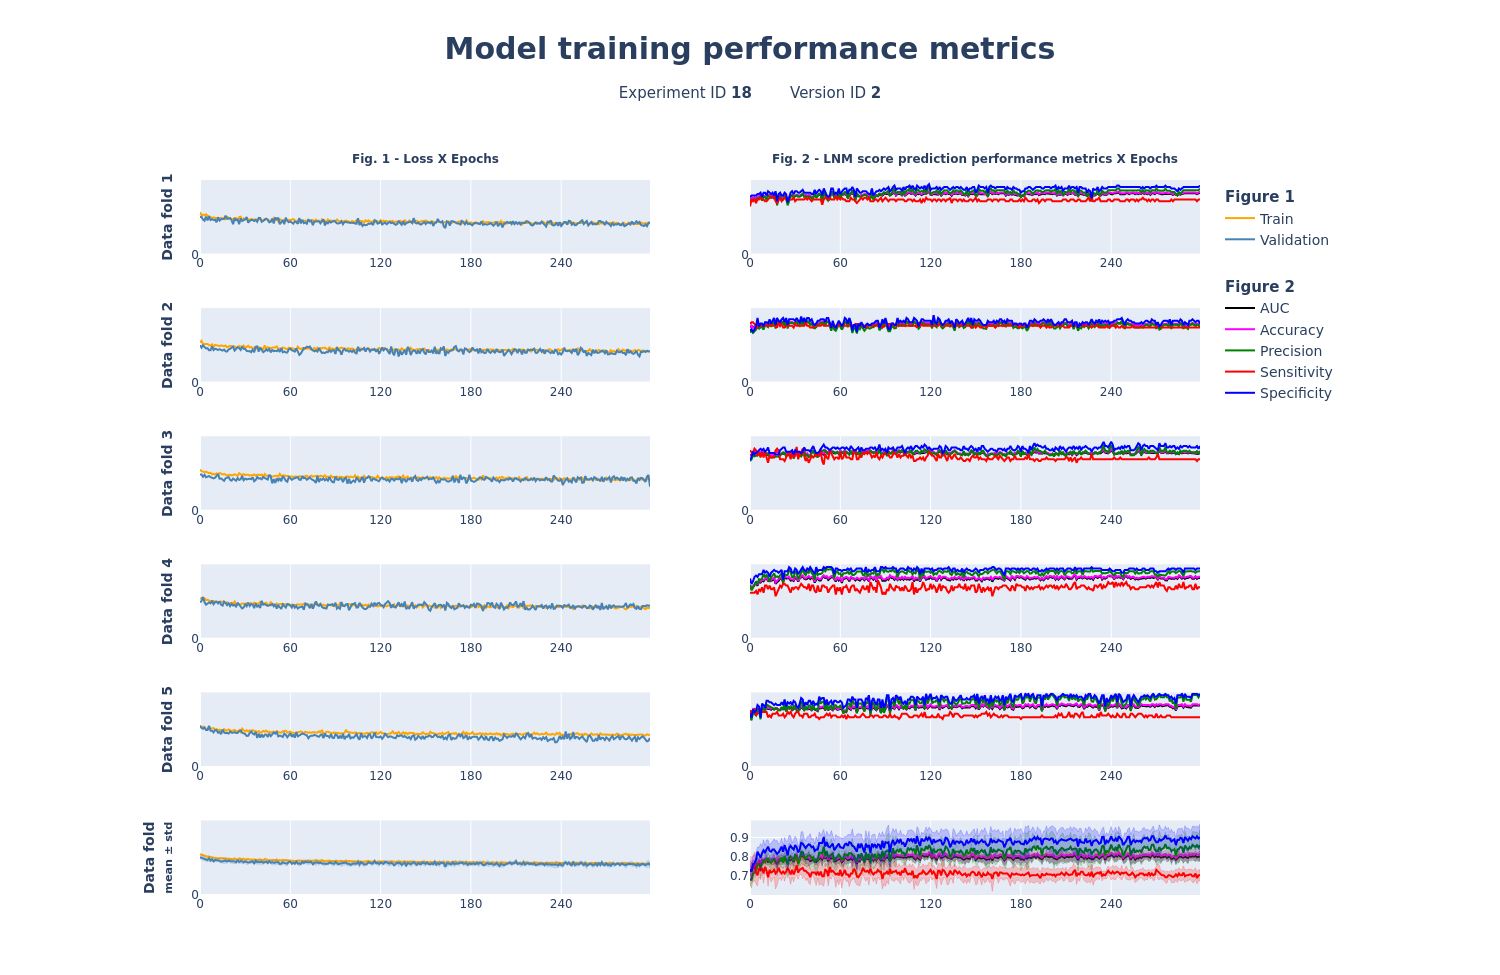 Model training performance metrics
Experiment ID 18 Version ID 2
Fig. 1 - Loss X Epochs
Fig. 2 - LNM score prediction performance metrics X Epochs
Data fold 1
0
0 60 120 180 240
0
0 60 120 180 240
Figure 1
Train
Validation
Figure 2
AUC
Accuracy
Precision
Sensitivity
Specificity
Data fold 2
0
0 60 120 180 240
0
0 60 120 180 240
Data fold 3
0
0 60 120 180 240
0
0 60 120 180 240
Data fold 4
0
0 60 120 180 240
0
0 60 120 180 240
Data fold 5
0
0 60 120 180 240
0
0 60 120 180 240
Data fold
mean ± std
0
0 60 120 180 240
0.9
0.8
0.7
0 60 120 180 240